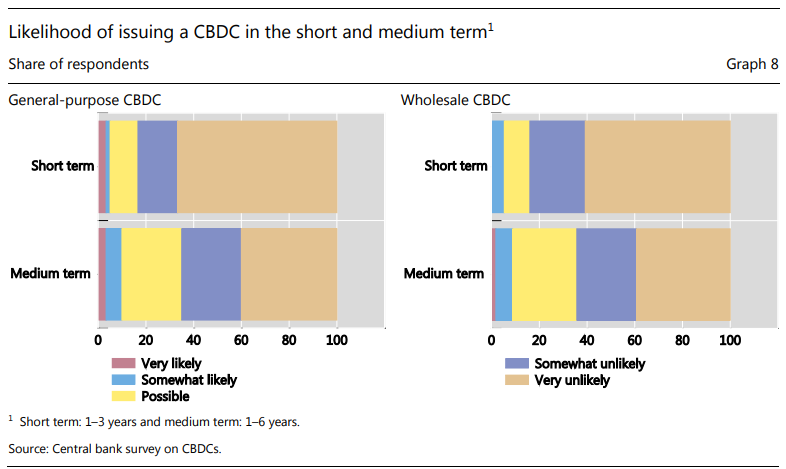 Likelihood of issuing a CBDC in the short and medium term¹
Share of respondents Graph 8
General-purpose CBDC
Short term
Medium term
0 20 40 60 80 100
Very likely
Somewhat likely
Possible
Wholesale CBDC
Short term
Medium term
0 20 40 60 80 100
Somewhat unlikely
Very unlikely
¹ Short term: 1–3 years and medium term: 1–6 years.
Source: Central bank survey on CBDCs.